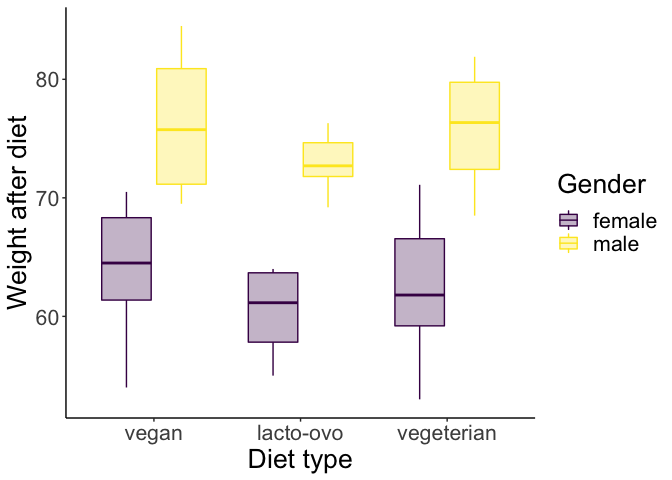 Weight after diet
80
70
60
vegan lacto-ovo vegeterian
Diet type
Gender
female
male